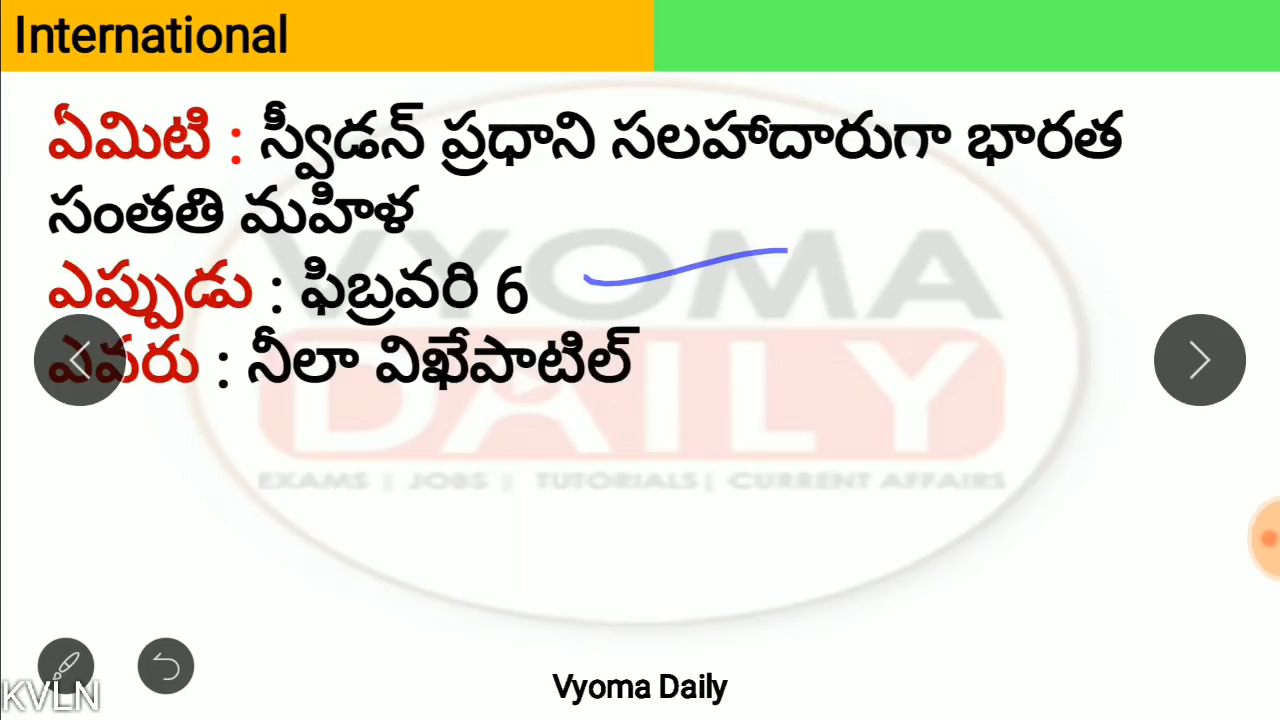 International
ఏమిటి : స్వీడన్ ప్రధాని సలహాదారుగా భారత
సంతతి మహిళ
ఎప్పుడు : ఫిబ్రవరి 6
ఎవరు : నీలా విఖేపాటిల్
VYOMA
DAILY
EXAMS | JOBS | TUTORIALS | CURRENT AFFAIRS
Vyoma Daily
KVLN